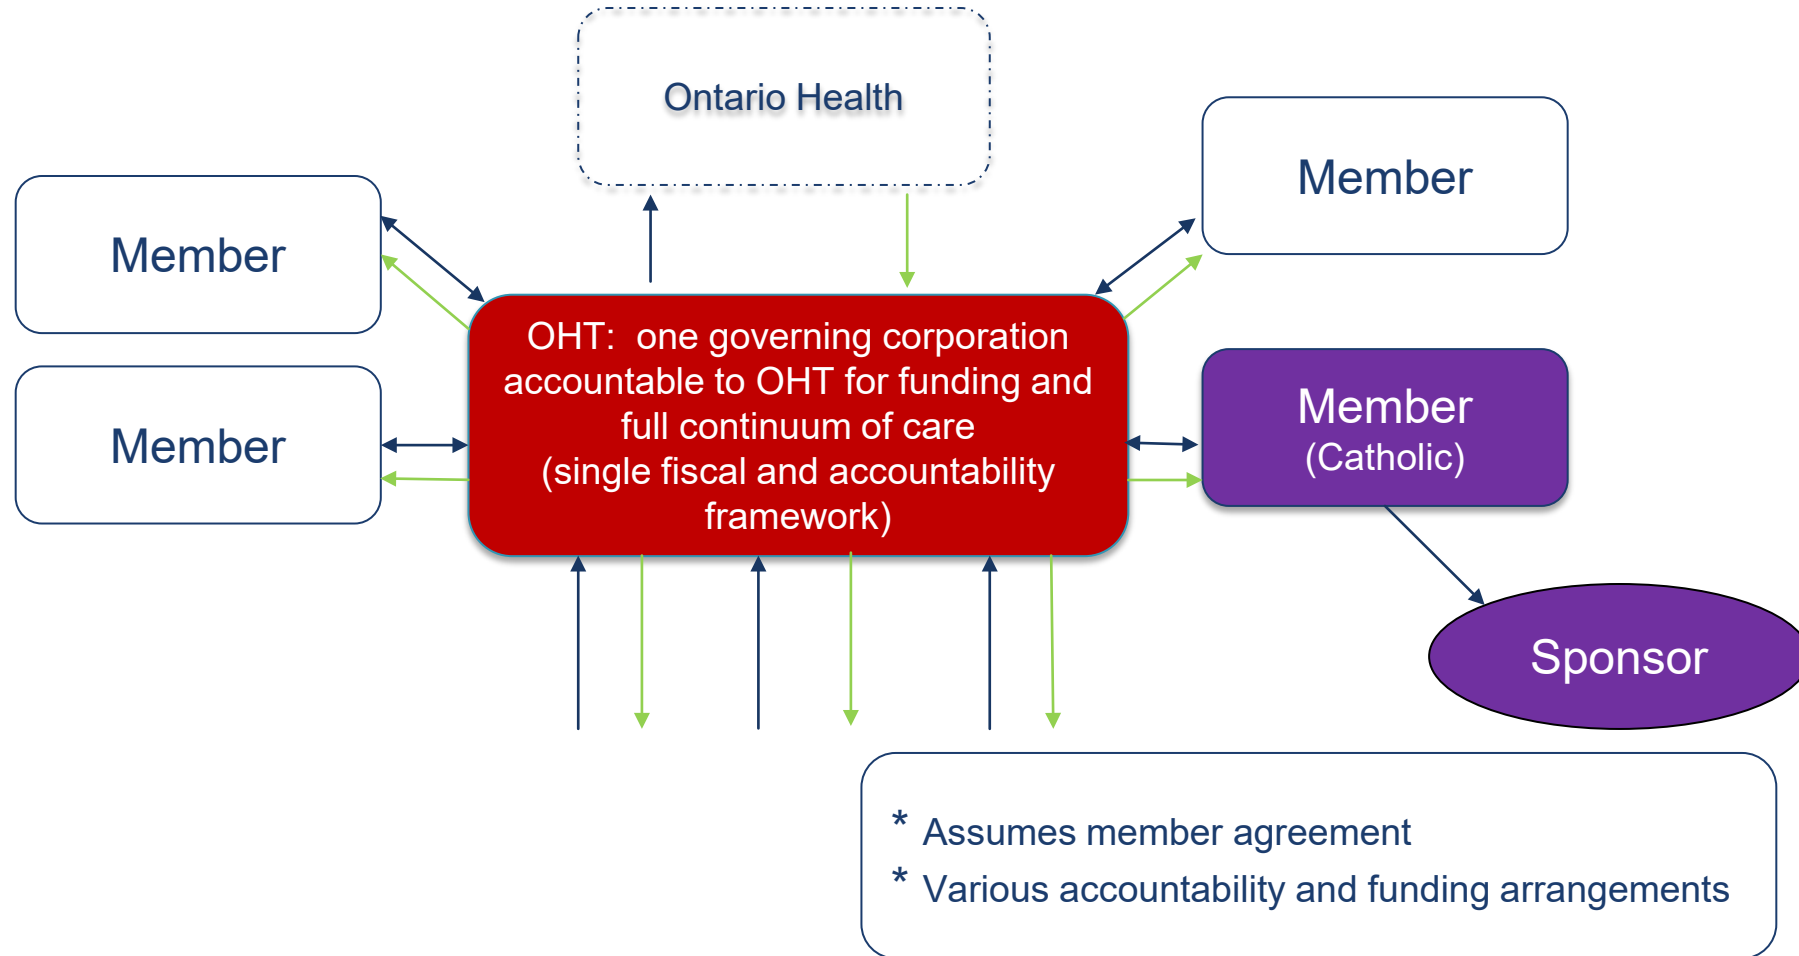 Ontario Health
Member
Member
Member
OHT:  one governing corporation
accountable to OHT for funding and
full continuum of care
(single fiscal and accountability
framework)
Member
Member
(Catholic)
Sponsor
* Assumes member agreement
* Various accountability and funding arrangements